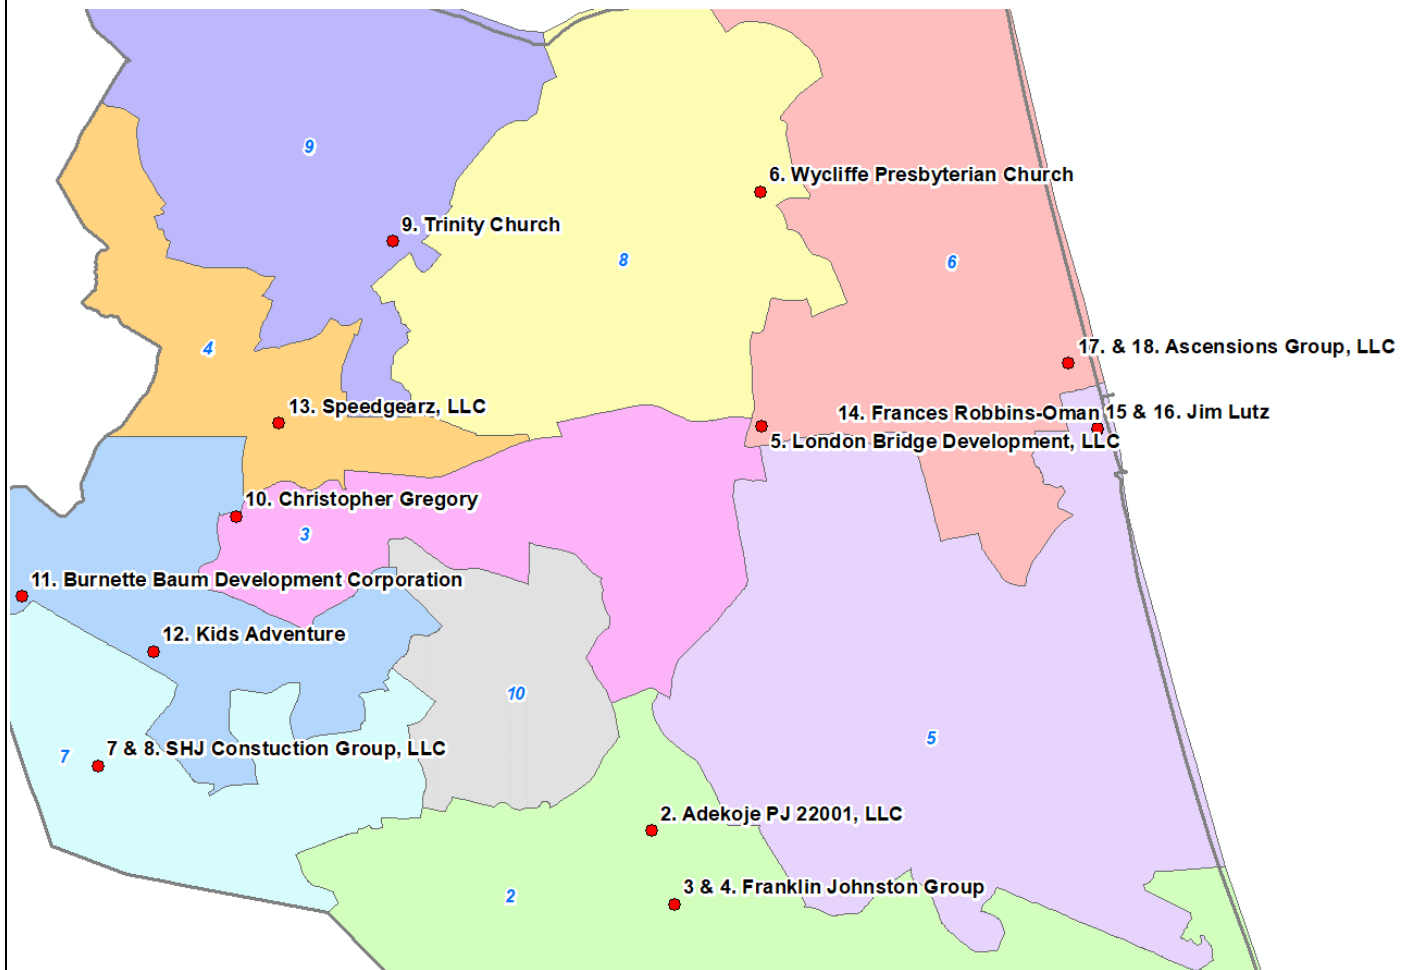 9
6. Wycliffe Presbyterian Church
9. Trinity Church
8
6
4
17. & 18. Ascensions Group, LLC
13. Speedgearz, LLC
14. Frances Robbins-Oman
15 & 16. Jim Lutz
5. London Bridge Development, LLC
10. Christopher Gregory
3
11. Burnette Baum Development Corporation
12. Kids Adventure
10
5
7
7 & 8. SHJ Constuction Group, LLC
2. Adekoje PJ 22001, LLC
3 & 4. Franklin Johnston Group
2